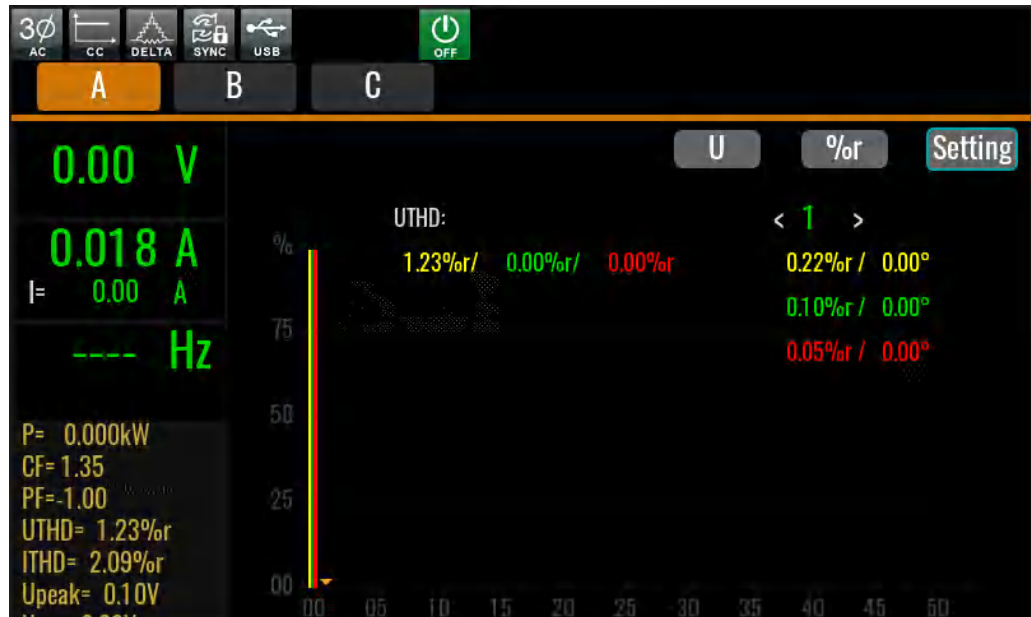 3Ø
AC CC DELTA SYNC USB OFF
A B C
U %r Setting
0.00 V
0.018 A
I= 0.00 A
---- Hz
P= 0.000kW
CF= 1.35
PF=-1.00
UTHD= 1.23%r
ITHD= 2.09%r
Upeak= 0.10V
UTHD: < 1 >
1.23%r/ 0.00%r/ 0.00%r 0.22%r / 0.00°
0.10%r / 0.00°
0.05%r / 0.00°
%
75
50
25
00
00 05 10 15 20 25 30 35 40 45 50